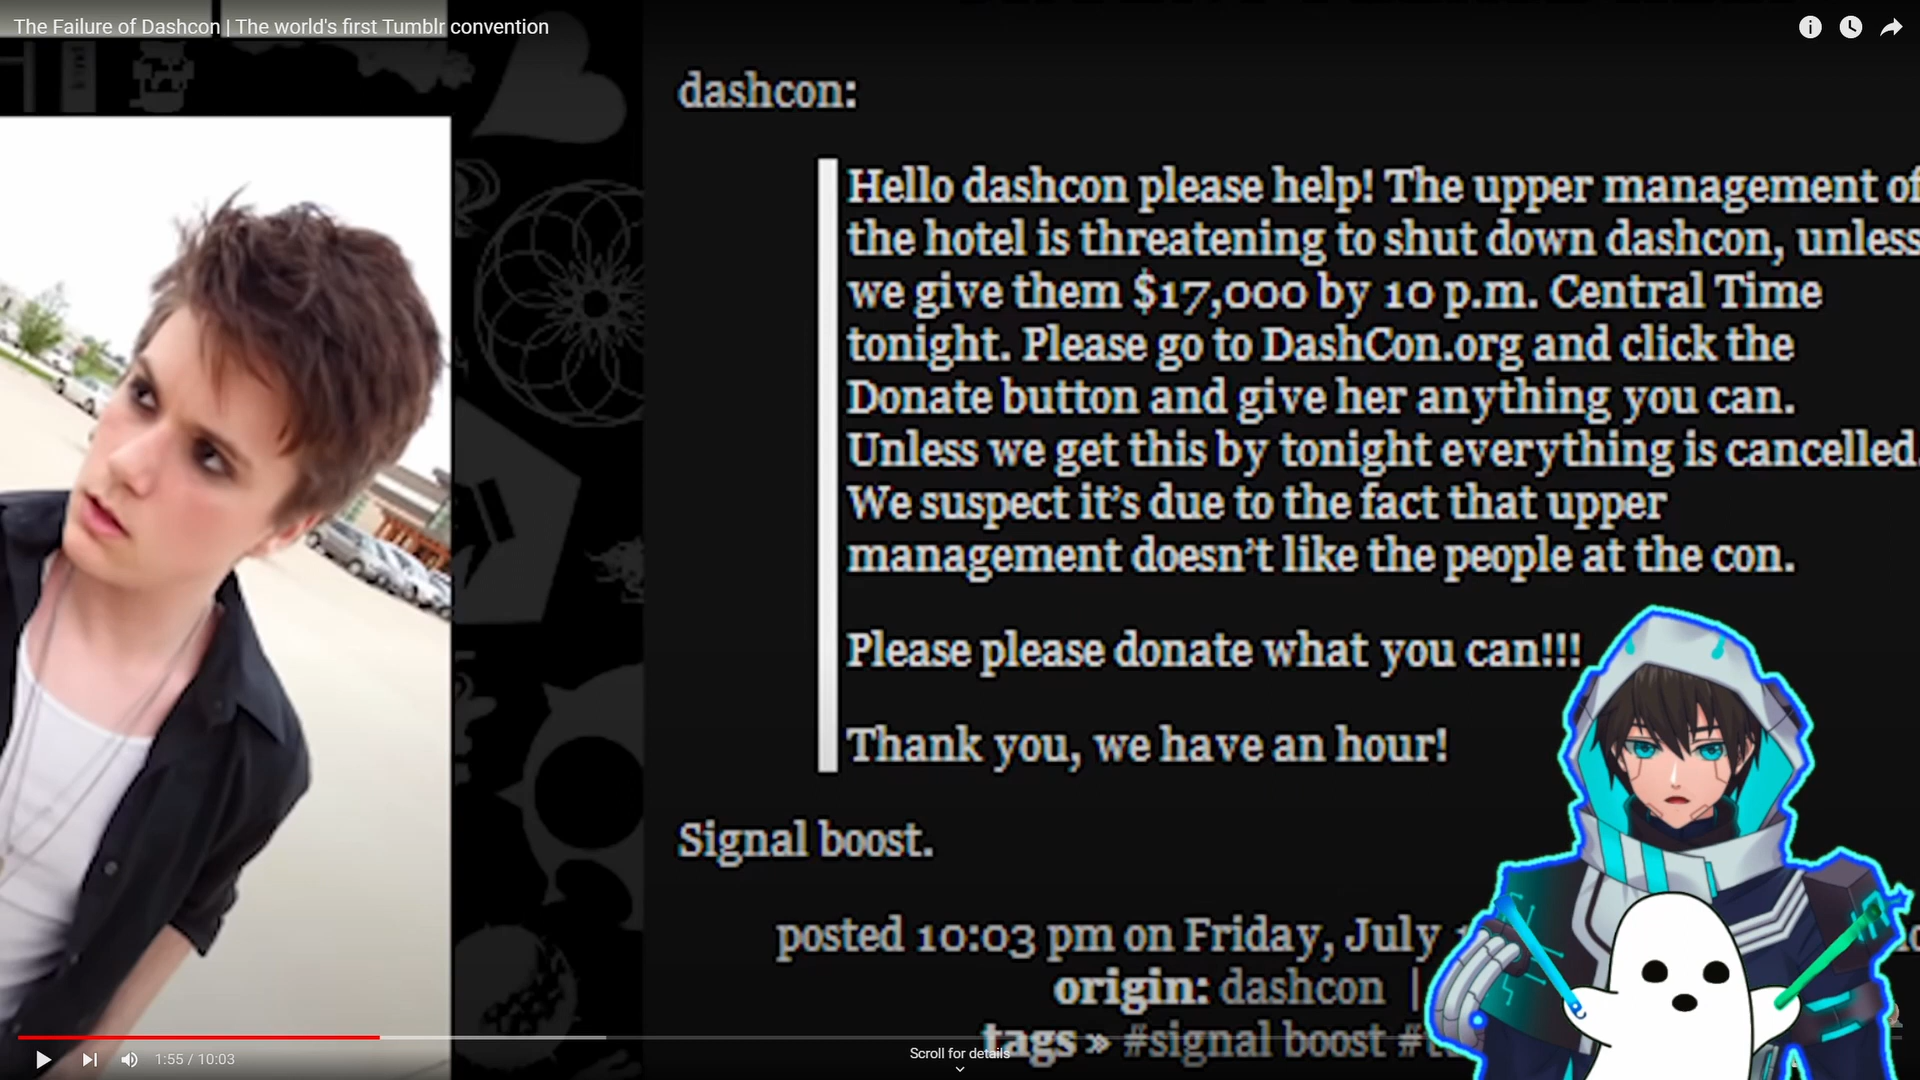 The Failure of Dashcon | The world's first Tumblr convention
dashcon:
Hello dashcon please help! The upper management of
the hotel is threatening to shut down dashcon, unless
we give them $17,000 by 10 p.m. Central Time
tonight. Please go to DashCon.org and click the
Donate button and give her anything you can.
Unless we get this by tonight everything is cancelled.
We suspect it's due to the fact that upper
management doesn't like the people at the con.
Please please donate what you can!!!
Thank you, we have an hour!
Signal boost.
posted 10:03 pm on Friday, July
origin: dashcon |
tags » #signal boost
1:55 / 10:03
Scroll for details